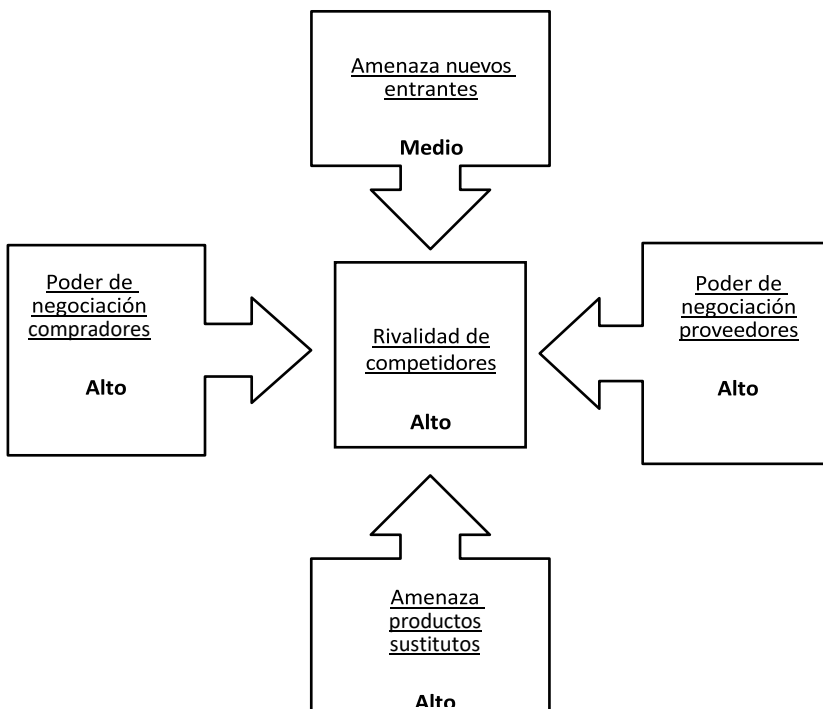 Amenaza nuevos
entrantes
Medio
Poder de
negociación
compradores
Alto
Rivalidad de
competidores
Alto
Poder de
negociación
proveedores
Alto
Amenaza
productos
sustitutos
Alto